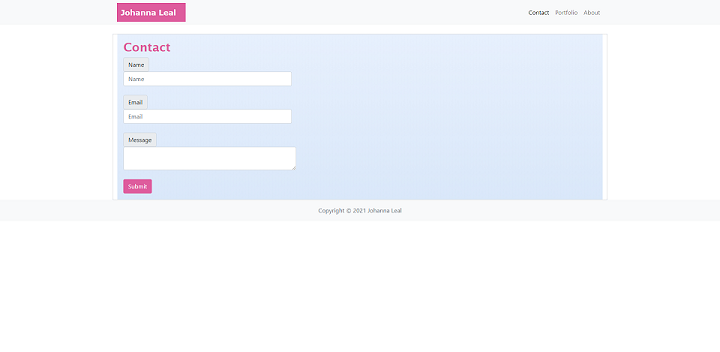 Johanna Leal
Contact Portfolio About
Contact
Name
Name
Email
Email
Message
Submit
Copyright © 2021 Johanna Leal